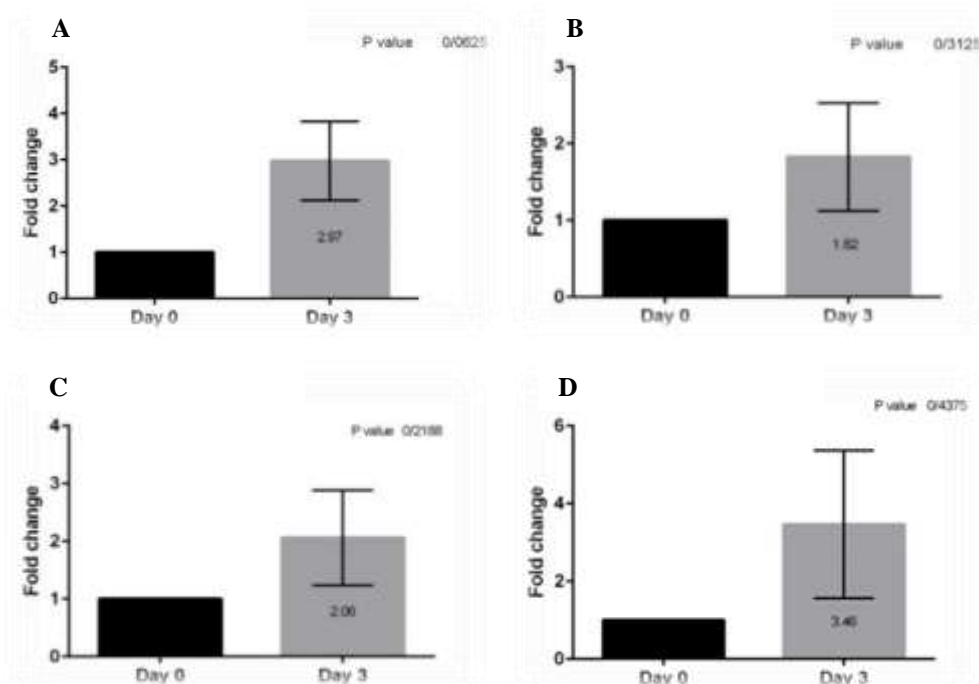 A
P value 0/0625
5
4
3
2
1
0
Fold change
2.97
Day 0 Day 3
B
P value 0/3125
3
2
1
0
Fold change
1.82
Day 0 Day 3
C
P value 0/2188
4
3
2
1
0
Fold change
2.06
Day 0 Day 3
D
P value 0/4375
6
4
2
0
Fold change
3.46
Day 0 Day 3